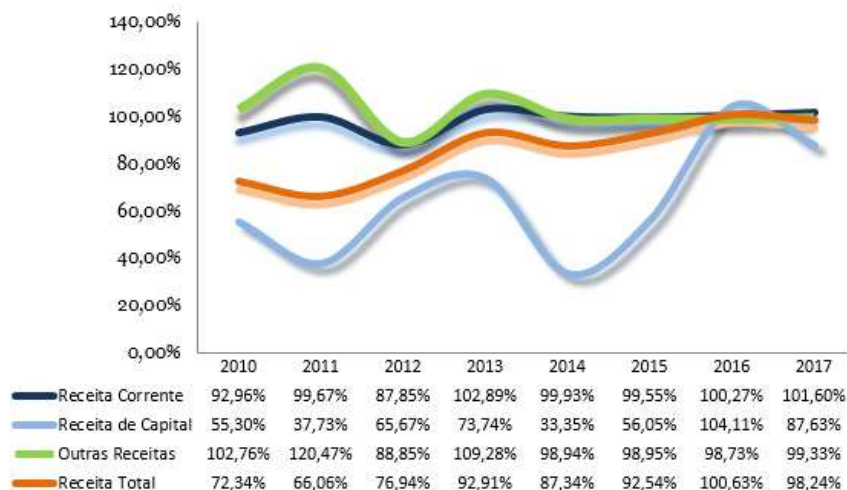 140,00%
120,00%
100,00%
80,00%
60,00%
40,00%
20,00%
0,00%
2010 2011 2012 2013 2014 2015 2016 2017
Receita Corrente 92,96% 99,67% 87,85% 102,89% 99,93% 99,55% 100,27% 101,60%
Receita de Capital 55,30% 37,73% 65,67% 73,74% 33,35% 56,05% 104,11% 87,63%
Outras Receitas 102,76% 120,47% 88,85% 109,28% 98,94% 98,95% 98,73% 99,33%
Receita Total 72,34% 66,06% 76,94% 92,91% 87,34% 92,54% 100,63% 98,24%